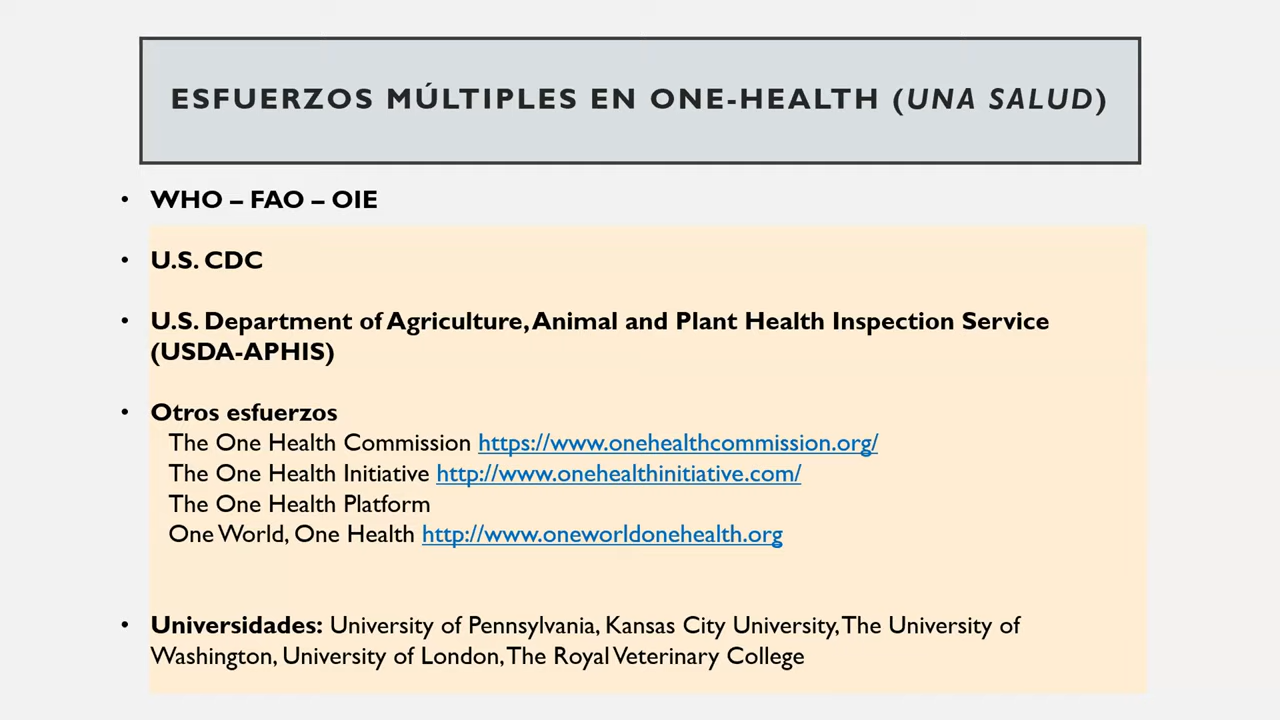 ESFUERZOS MÚLTIPLES EN ONE-HEALTH (UNA SALUD)
• WHO – FAO – OIE
• U.S. CDC
• U.S. Department of Agriculture, Animal and Plant Health Inspection Service
(USDA-APHIS)
• Otros esfuerzos
The One Health Commission https://www.onehealthcommission.org/
The One Health Initiative http://www.onehealthinitiative.com/
The One Health Platform
One World, One Health http://www.oneworldonehealth.org
• Universidades: University of Pennsylvania, Kansas City University, The University of
Washington, University of London, The Royal Veterinary College